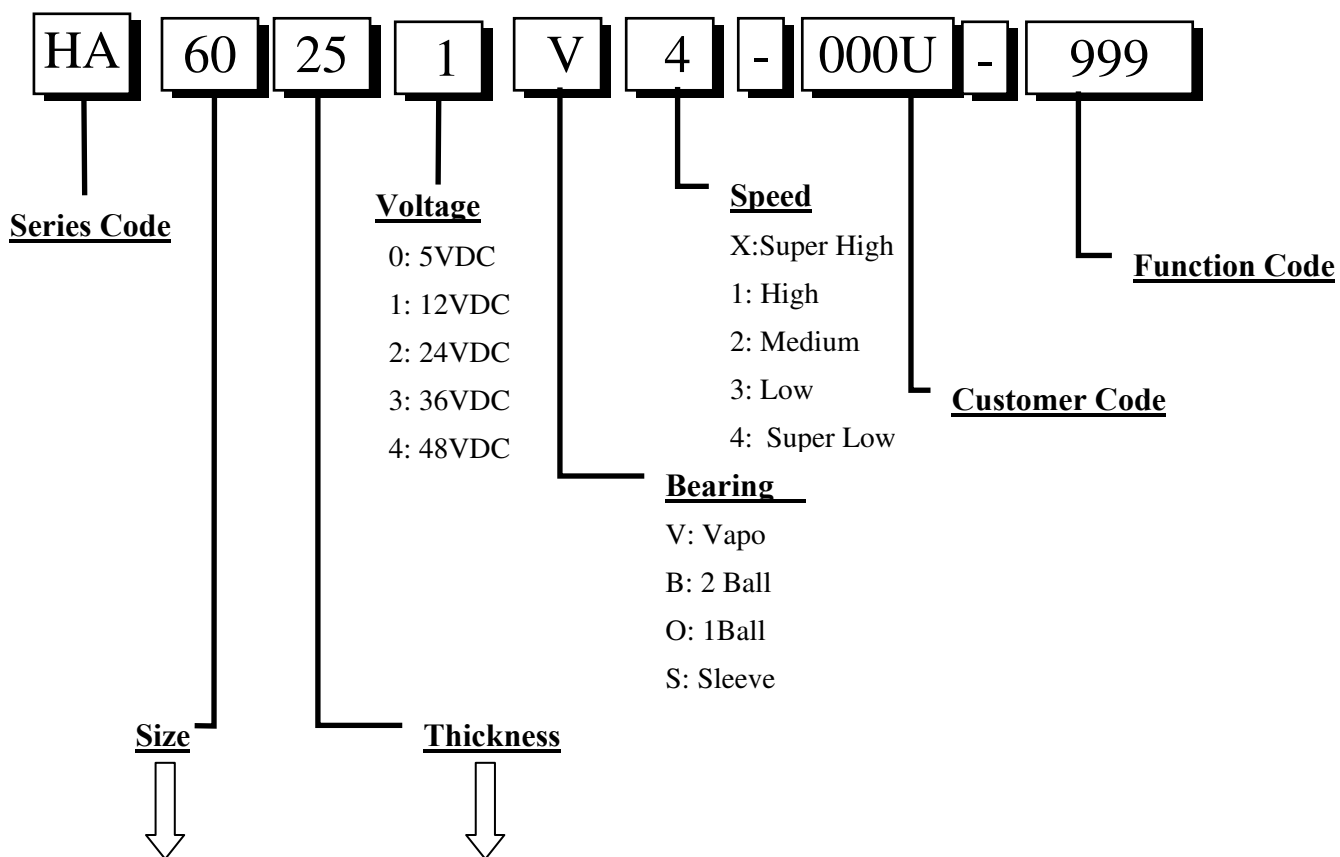 HA 60 25 1 V 4 - 000U - 999
Series Code
Voltage
0: 5VDC
1: 12VDC
2: 24VDC
3: 36VDC
4: 48VDC
Speed
X:Super High
1: High
2: Medium
3: Low
4: Super Low
Function Code
Customer Code
Bearing
V: Vapo
B: 2 Ball
O: 1Ball
S: Sleeve
Size
Thickness